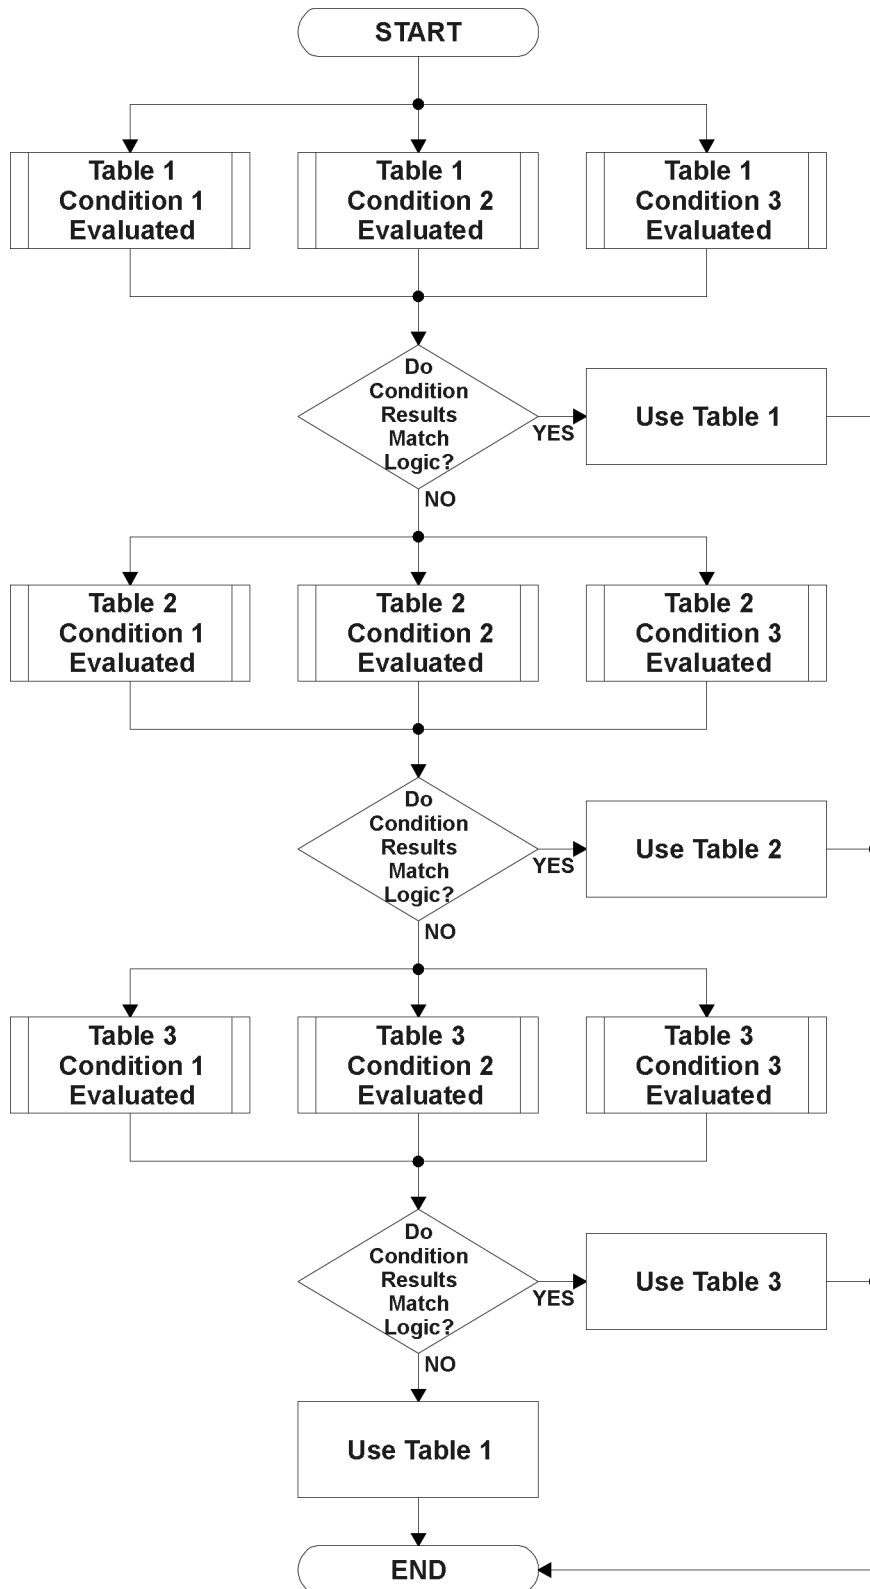 START
Table 1
Condition 1
Evaluated
Table 1
Condition 2
Evaluated
Table 1
Condition 3
Evaluated
Do
Condition
Results
Match
Logic?
YES
Use Table 1
NO
Table 2
Condition 1
Evaluated
Table 2
Condition 2
Evaluated
Table 2
Condition 3
Evaluated
Do
Condition
Results
Match
Logic?
YES
Use Table 2
NO
Table 3
Condition 1
Evaluated
Table 3
Condition 2
Evaluated
Table 3
Condition 3
Evaluated
Do
Condition
Results
Match
Logic?
YES
Use Table 3
NO
Use Table 1
END